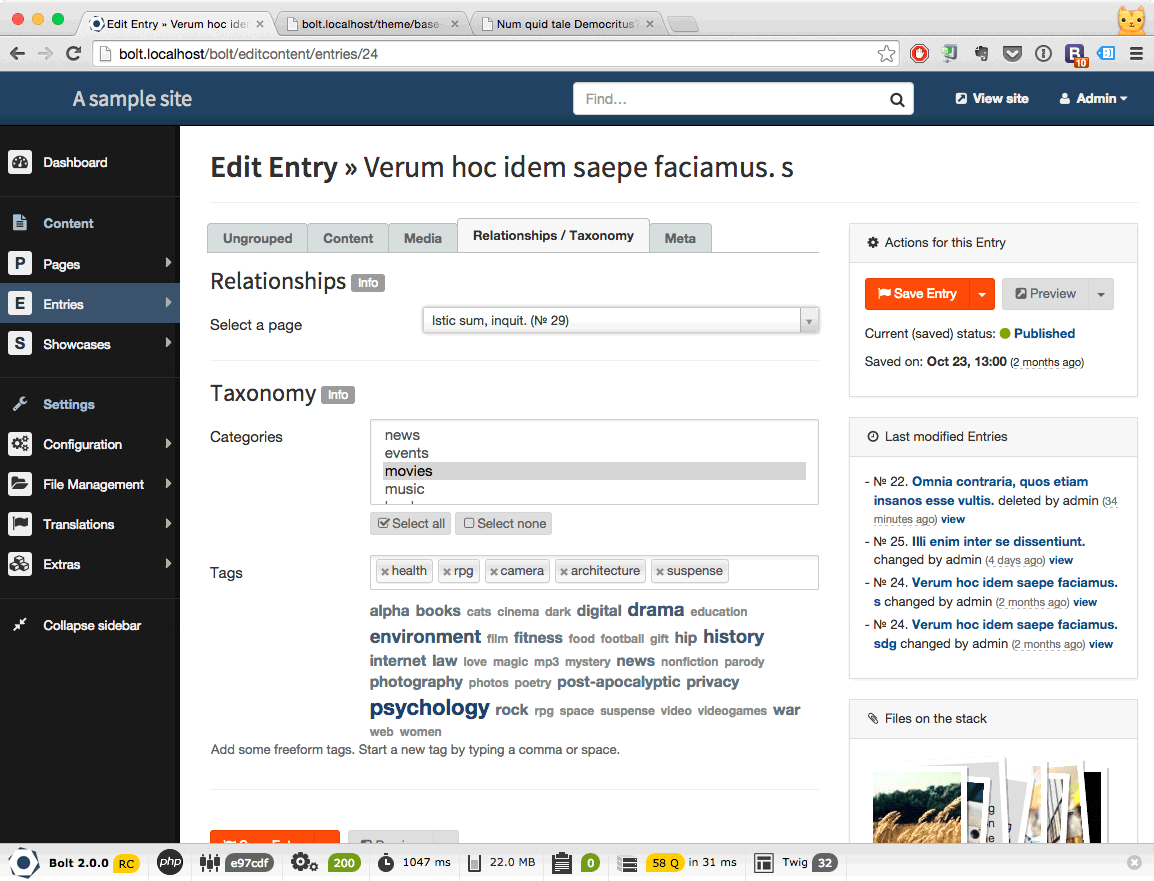 Edit Entry » Verum hoc ide
bolt.localhost/theme/base
Num quid tale Democritus?
bolt.localhost/bolt/editcontent/entries/24
10
A sample site
Find...
View site
Admin
Dashboard
Content
P Pages
E Entries
S Showcases
Settings
Configuration
File Management
Translations
Extras
Collapse sidebar
Edit Entry » Verum hoc idem saepe faciamus. s
Ungrouped
Content
Media
Relationships / Taxonomy
Meta
Relationships Info
Select a page
Istic sum, inquit. (№ 29)
Taxonomy Info
Categories
news
events
movies
music
Select all
Select none
Tags
×health ×rpg ×camera ×architecture ×suspense
alpha books cats cinema dark digital drama education
environment film fitness food football gift hip history
internet law love magic mp3 mystery news nonfiction parody
photography photos poetry post-apocalyptic privacy
psychology rock rpg space suspense video videogames war
web women
Add some freeform tags. Start a new tag by typing a comma or space.
Actions for this Entry
Save Entry
Preview
Current (saved) status: Published
Saved on: Oct 23, 13:00 (2 months ago)
Last modified Entries
- № 22. Omnia contraria, quos etiam
insanos esse vultis. deleted by admin (34
minutes ago) view
- № 25. Illi enim inter se dissentiunt.
changed by admin (4 days ago) view
- № 24. Verum hoc idem saepe faciamus.
s changed by admin (2 months ago) view
- № 24. Verum hoc idem saepe faciamus.
sdg changed by admin (2 months ago) view
Files on the stack
Bolt 2.0.0 RC
php
e97cdf
200
1047 ms
22.0 MB
0
58 Q in 31 ms
Twig 32